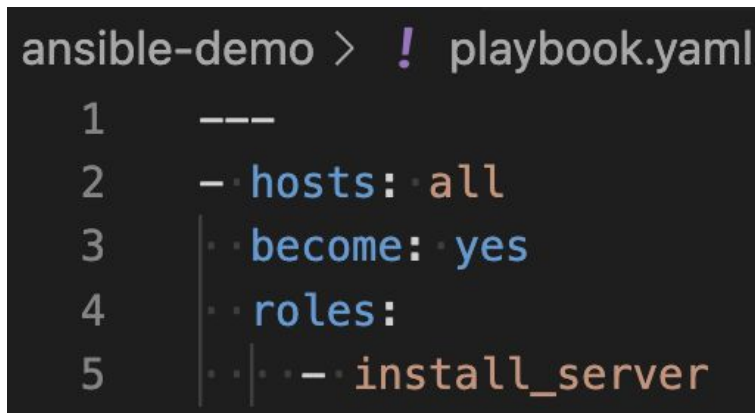 ansible-demo > ! playbook.yaml
1 ---
2 - hosts: all
3 become: yes
4 roles:
5 - install_server